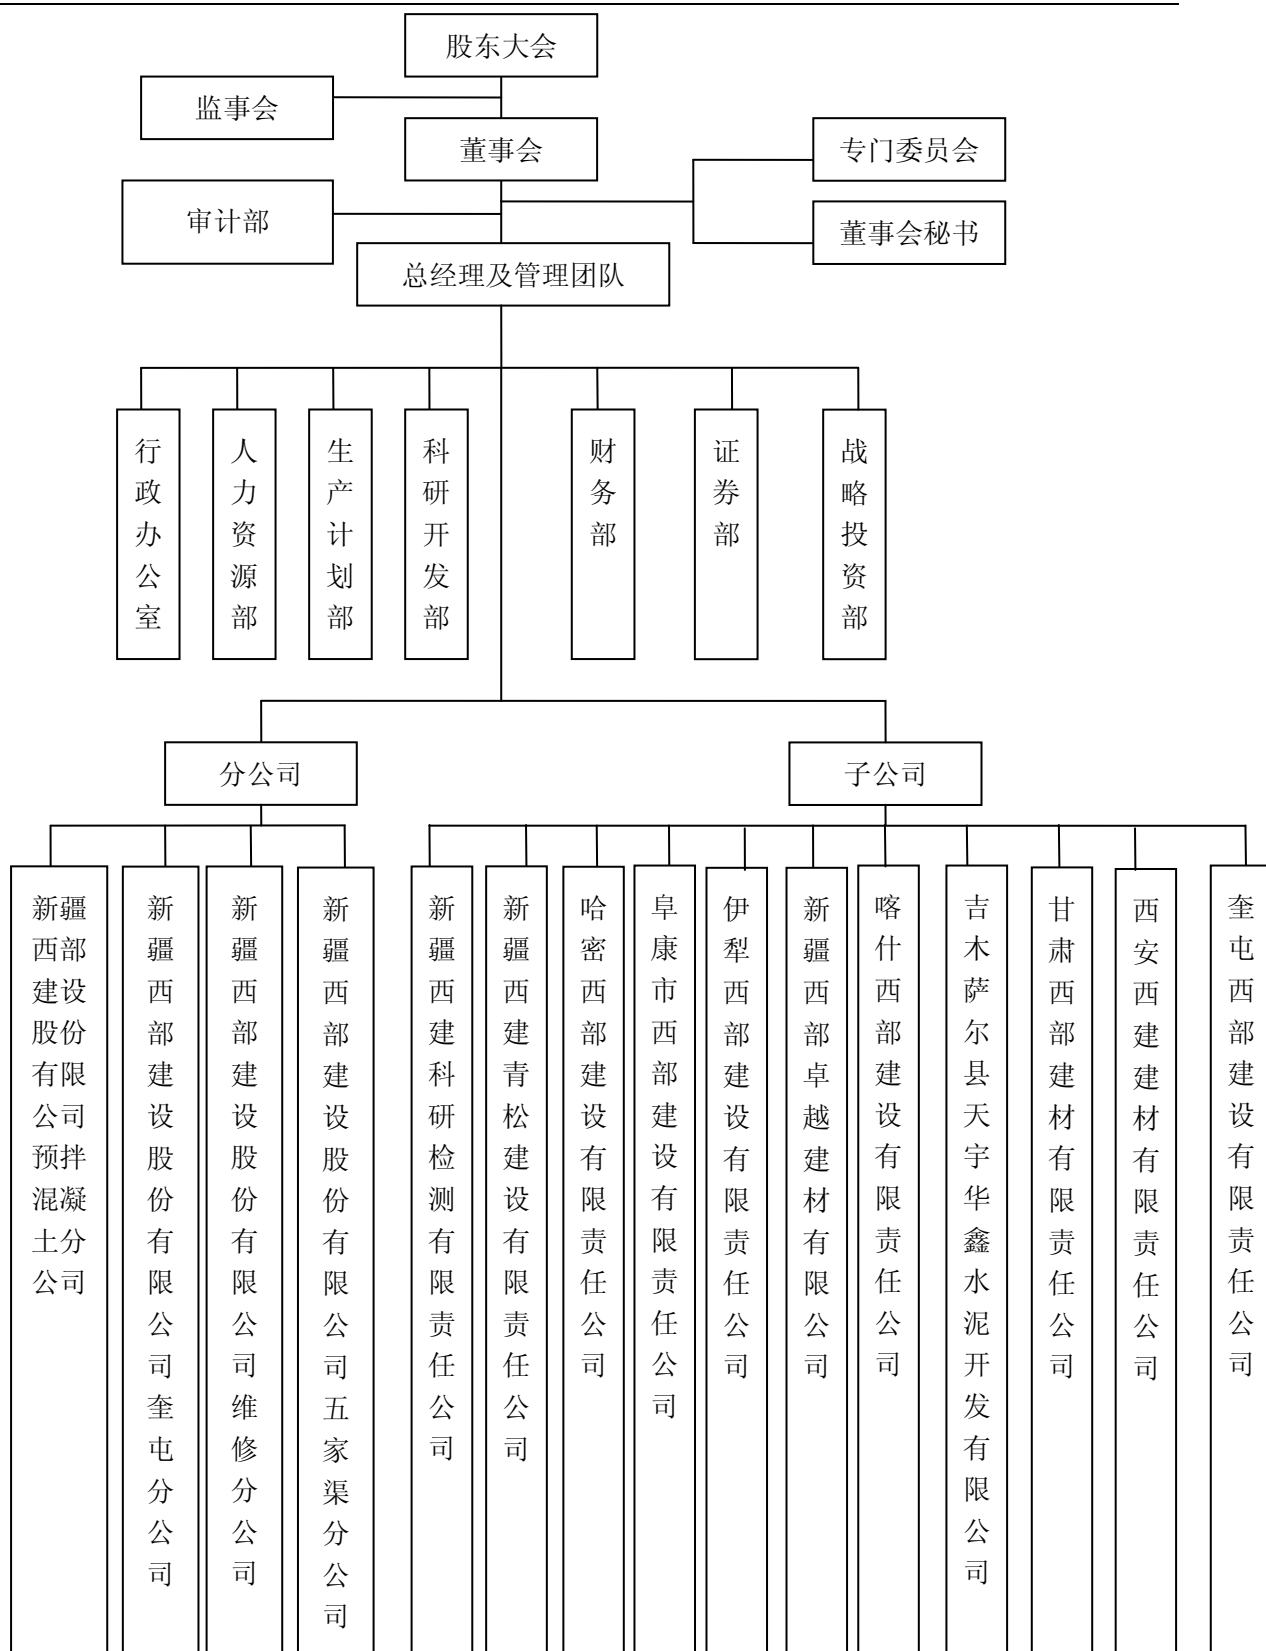 股东大会
监事会
董事会
专门委员会
审计部
董事会秘书
总经理及管理团队
行政办公室
人力资源部
生产计划部
科研开发部
财务部
证券部
战略投资部
分公司
子公司
新疆
西部
建设
股份
有限
公司
预拌
混凝
土分
公司
新疆西部建设股份有限公司奎屯分公司
新疆西部建设股份有限公司维修分公司
新疆西部建设股份有限公司五家渠分公司
新疆西建科研检测有限责任公司
新疆西建青松建设有限责任公司
哈密西部建设有限责任公司
阜康市西部建设有限责任公司
伊犁西部建设有限责任公司
新疆西部卓越建材有限公司
喀什西部建设有限责任公司
吉木萨尔县天宇华鑫水泥开发有限公司
甘肃西部建材有限责任公司
西安西建建材有限责任公司
奎屯西部建设有限责任公司